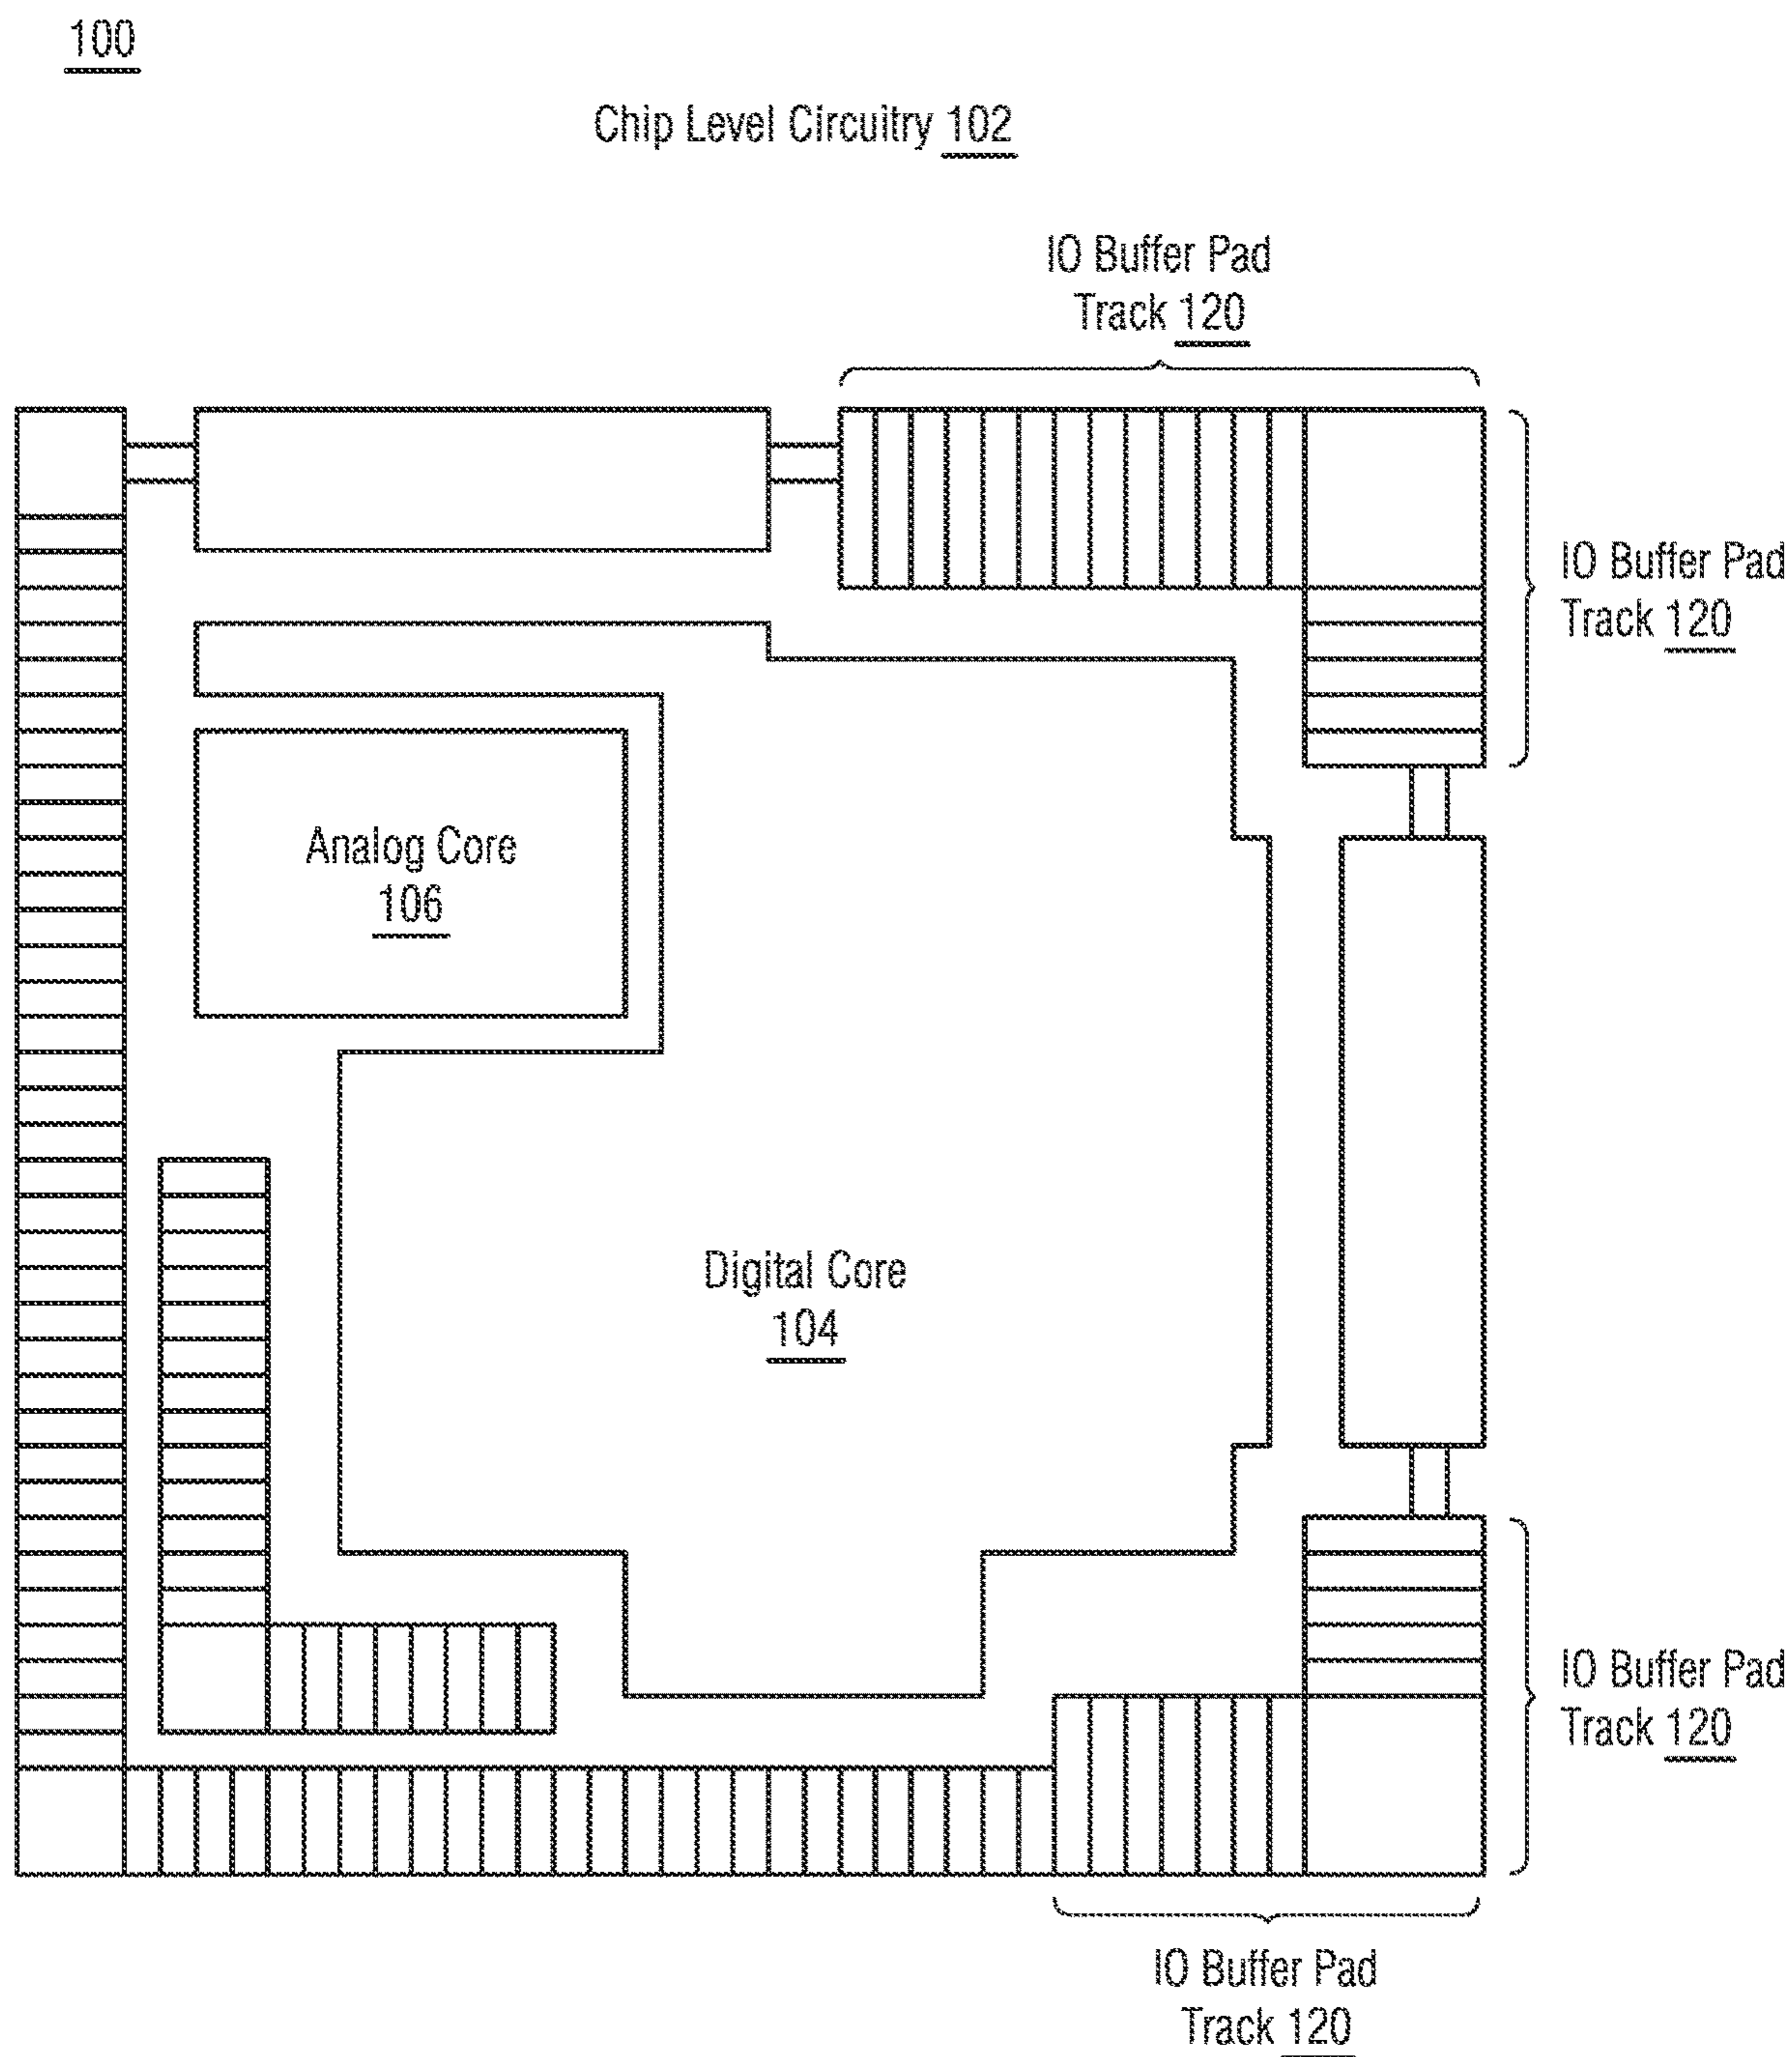 100
Chip Level Circuitry 102
IO Buffer Pad
Track 120
IO Buffer Pad
Track 120
Analog Core
106
Digital Core
104
IO Buffer Pad
Track 120
IO Buffer Pad
Track 120